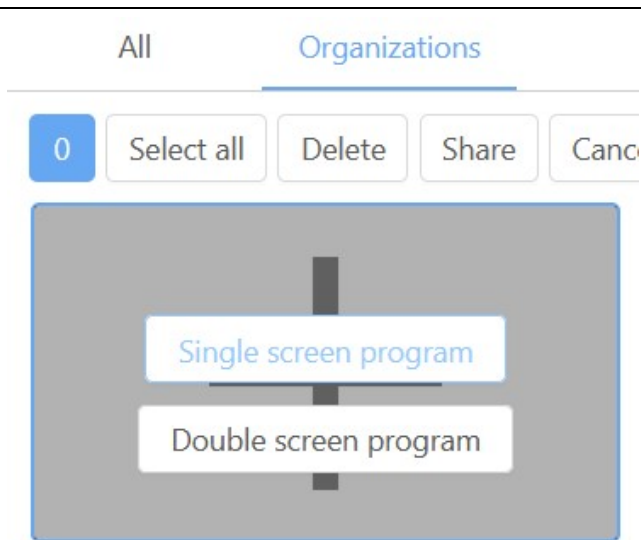 All Organizations
0 Select all Delete Share
Single screen program
Double screen program